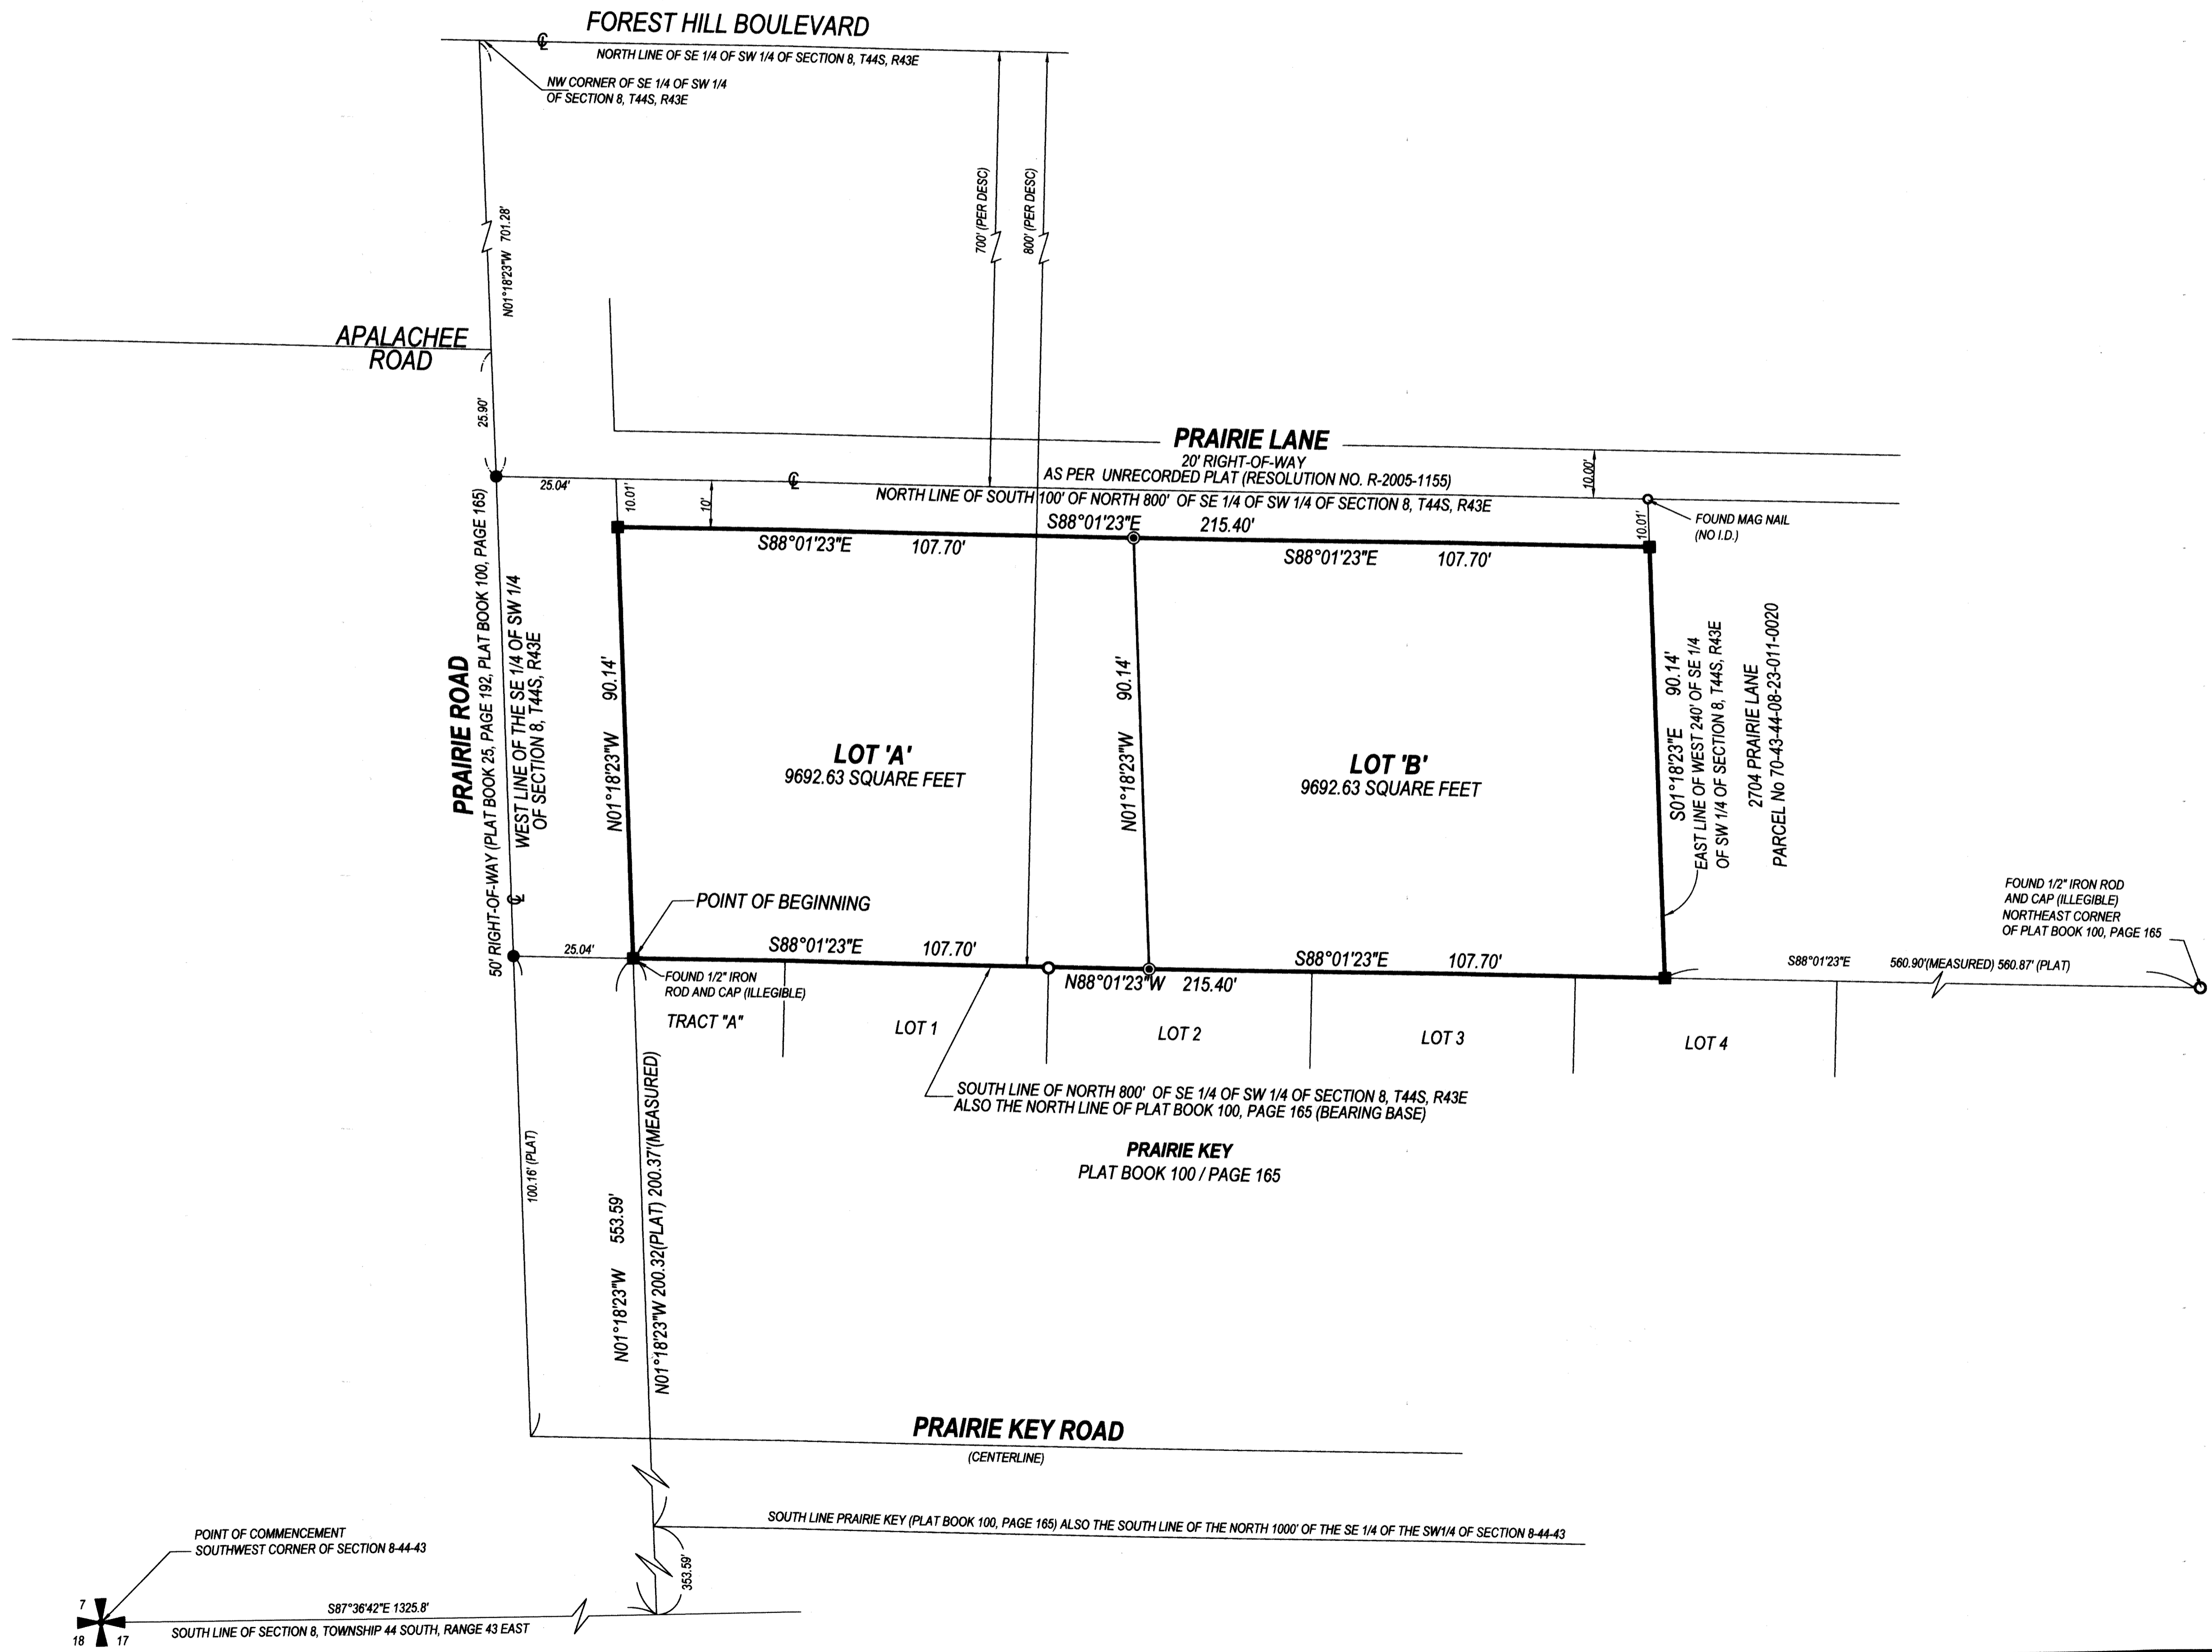 FOREST HILL BOULEVARD
℄
NORTH LINE OF SE 1/4 OF SW 1/4 OF SECTION 8, T44S, R43E
NW CORNER OF SE 1/4 OF SW 1/4
OF SECTION 8, T44S, R43E
700' (PER DESC)
800' (PER DESC)
N01°18'23"W 701.28'
APALACHEE
ROAD
25.90'
PRAIRIE LANE
20' RIGHT-OF-WAY
AS PER UNRECORDED PLAT (RESOLUTION NO. R-2005-1155)
℄
NORTH LINE OF SOUTH 100' OF NORTH 800' OF SE 1/4 OF SW 1/4 OF SECTION 8, T44S, R43E
25.04'
10.01'
10'
10.00'
10.01'
FOUND MAG NAIL
(NO I.D.)
S88°01'23"E 215.40'
S88°01'23"E 107.70'
S88°01'23"E 107.70'
PRAIRIE ROAD
50' RIGHT-OF-WAY (PLAT BOOK 25, PAGE 192, PLAT BOOK 100, PAGE 165)
WEST LINE OF THE SE 1/4 OF SW 1/4
OF SECTION 8, T44S, R43E
℄
N01°18'23"W 90.14'
LOT 'A'
9692.63 SQUARE FEET
N01°18'23"W 90.14'
LOT 'B'
9692.63 SQUARE FEET
S01°18'23"E 90.14'
EAST LINE OF WEST 240' OF SE 1/4
OF SW 1/4 OF SECTION 8, T44S, R43E
2704 PRAIRIE LANE
PARCEL No 70-43-44-08-23-011-0020
POINT OF BEGINNING
25.04'
S88°01'23"E 107.70'
S88°01'23"E 107.70'
N88°01'23"W 215.40'
FOUND 1/2" IRON
ROD AND CAP (ILLEGIBLE)
FOUND 1/2" IRON ROD
AND CAP (ILLEGIBLE)
NORTHEAST CORNER
OF PLAT BOOK 100, PAGE 165
S88°01'23"E 560.90'(MEASURED) 560.87' (PLAT)
TRACT "A"
LOT 1
LOT 2
LOT 3
LOT 4
SOUTH LINE OF NORTH 800' OF SE 1/4 OF SW 1/4 OF SECTION 8, T44S, R43E
ALSO THE NORTH LINE OF PLAT BOOK 100, PAGE 165 (BEARING BASE)
PRAIRIE KEY
PLAT BOOK 100 / PAGE 165
100.16' (PLAT)
N01°18'23"W 553.59'
N01°18'23"W 200.32(PLAT) 200.37'(MEASURED)
PRAIRIE KEY ROAD
(CENTERLINE)
SOUTH LINE PRAIRIE KEY (PLAT BOOK 100, PAGE 165) ALSO THE SOUTH LINE OF THE NORTH 1000' OF THE SE 1/4 OF THE SW1/4 OF SECTION 8-44-43
353.59'
POINT OF COMMENCEMENT
SOUTHWEST CORNER OF SECTION 8-44-43
7
18 17
S87°36'42"E 1325.8'
SOUTH LINE OF SECTION 8, TOWNSHIP 44 SOUTH, RANGE 43 EAST